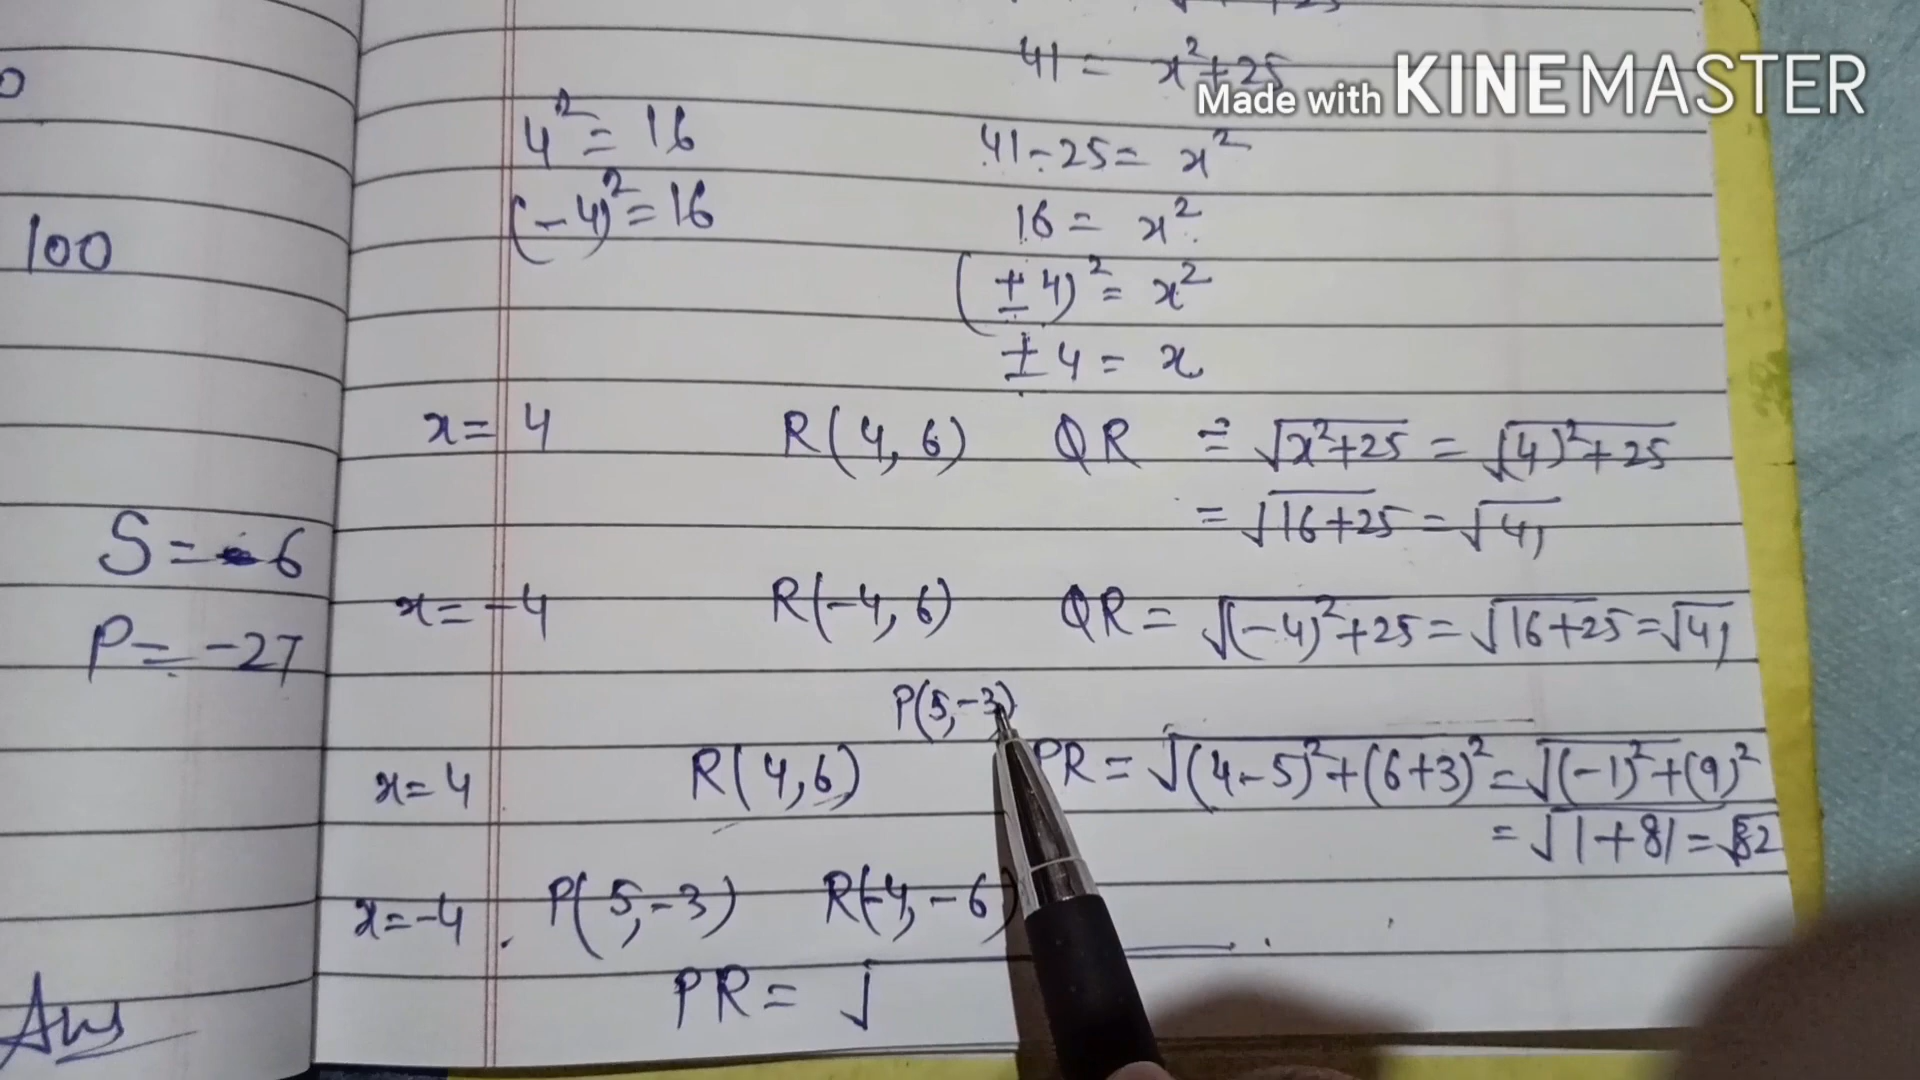 41 = x²+25
Made with KINEMASTER
0
4² = 16
41-25 = x²
(-4)² = 16
16 = x²
100
(±4)² = x²
±4 = x
x = 4 R(4, 6) QR = √x²+25 = √(4)²+25
= √16+25 = √41
S = 6
x = -4 R(-4, 6) QR = √(-4)²+25 = √16+25 = √41
P = -27
P(5,-3)
x=4 R(4,6) PR = √(4-5)²+(6+3)² = √(-1)²+(9)²
= √1+81 = √82
x=-4 P(5,-3) R(-4,-6)
PR = √
Ans